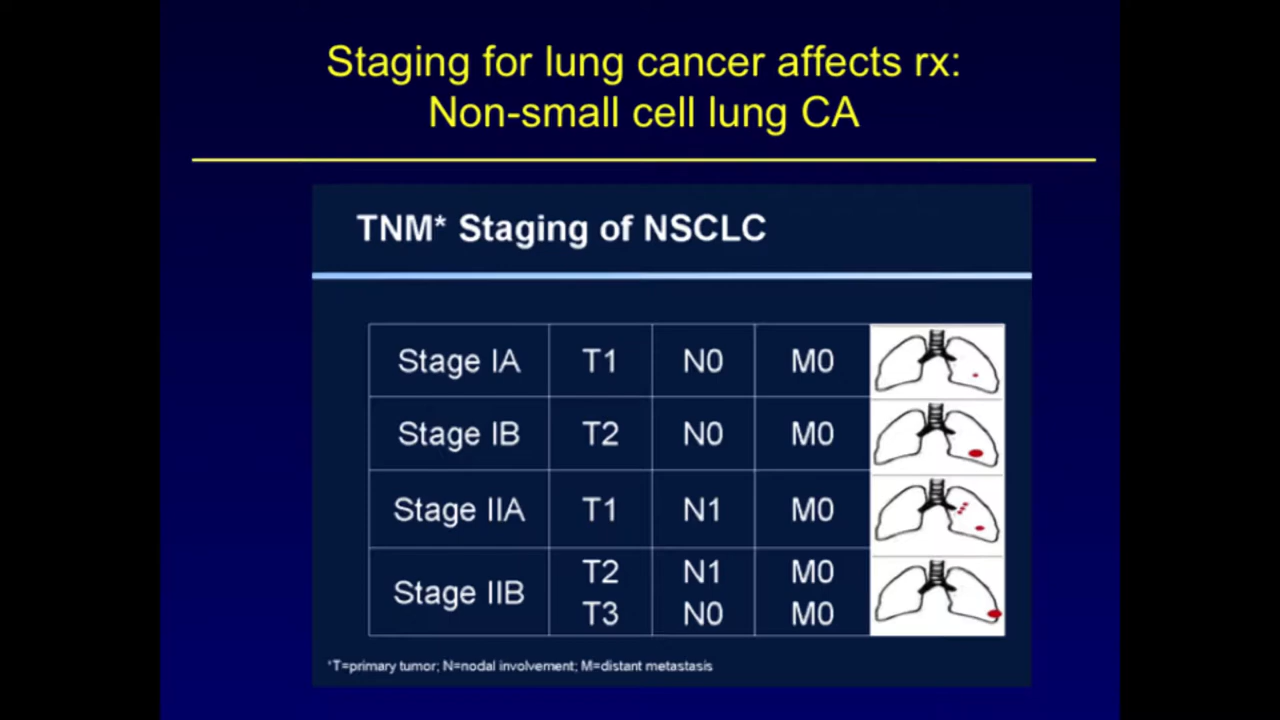 Staging for lung cancer affects rx:
Non-small cell lung CA
TNM* Staging of NSCLC
Stage IA T1 N0 M0
Stage IB T2 N0 M0
Stage IIA T1 N1 M0
Stage IIB
T2 N1 M0
T3 N0 M0
*T=primary tumor; N=nodal involvement; M=distant metastasis